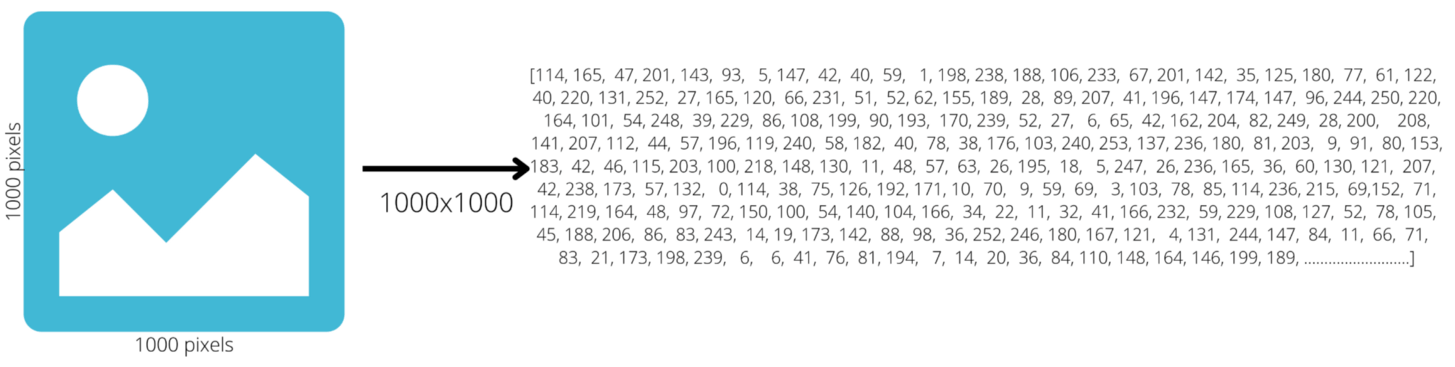 1000 pixels
1000 pixels
1000x1000
[114, 165, 47, 201, 143, 93, 5, 147, 42, 40, 59, 1, 198, 238, 188, 106, 233, 67, 201, 142, 35, 125, 180, 77, 61, 122,
40, 220, 131, 252, 27, 165, 120, 66, 231, 51, 52, 62, 155, 189, 28, 89, 207, 41, 196, 147, 174, 147, 96, 244, 250, 220,
164, 101, 54, 248, 39, 229, 86, 108, 199, 90, 193, 170, 239, 52, 27, 6, 65, 42, 162, 204, 82, 249, 28, 200, 208,
141, 207, 112, 44, 57, 196, 119, 240, 58, 182, 40, 78, 38, 176, 103, 240, 253, 137, 236, 180, 81, 203, 9, 91, 80, 153,
183, 42, 46, 115, 203, 100, 218, 148, 130, 11, 48, 57, 63, 26, 195, 18, 5, 247, 26, 236, 165, 36, 60, 130, 121, 207,
42, 238, 173, 57, 132, 0, 114, 38, 75, 126, 192, 171, 10, 70, 9, 59, 69, 3, 103, 78, 85, 114, 236, 215, 69, 152, 71,
114, 219, 164, 48, 97, 72, 150, 100, 54, 140, 104, 166, 34, 22, 11, 32, 41, 166, 232, 59, 229, 108, 127, 52, 78, 105,
45, 188, 206, 86, 83, 243, 14, 19, 173, 142, 88, 98, 36, 252, 246, 180, 167, 121, 4, 131, 244, 147, 84, 11, 66, 71,
83, 21, 173, 198, 239, 6, 6, 41, 76, 81, 194, 7, 14, 20, 36, 84, 110, 148, 164, 146, 199, 189, ..........................]